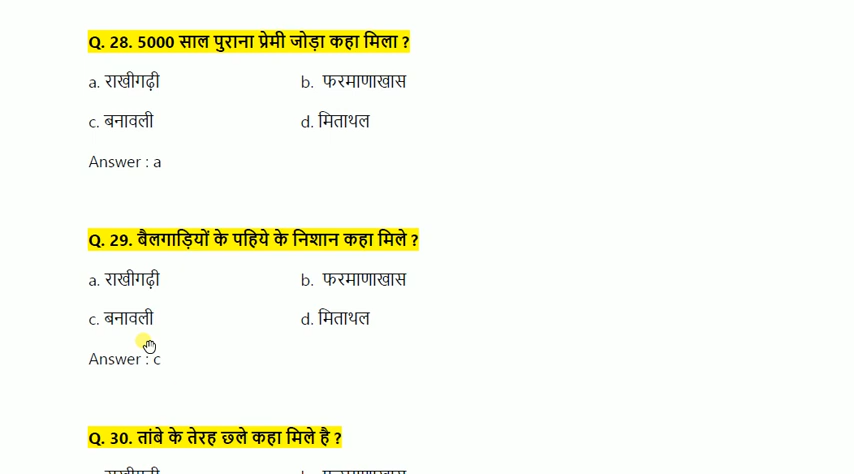 Q. 28. 5000 साल पुराना प्रेमी जोड़ा कहा मिला ?
a. राखीगढ़ी b. फरमाणाखास
c. बनावली d. मिताथल
Answer : a
Q. 29. बैलगाड़ियों के पहिये के निशान कहा मिले ?
a. राखीगढ़ी b. फरमाणाखास
c. बनावली d. मिताथल
Answer : c
Q. 30. तांबे के तेरह छले कहा मिले है ?